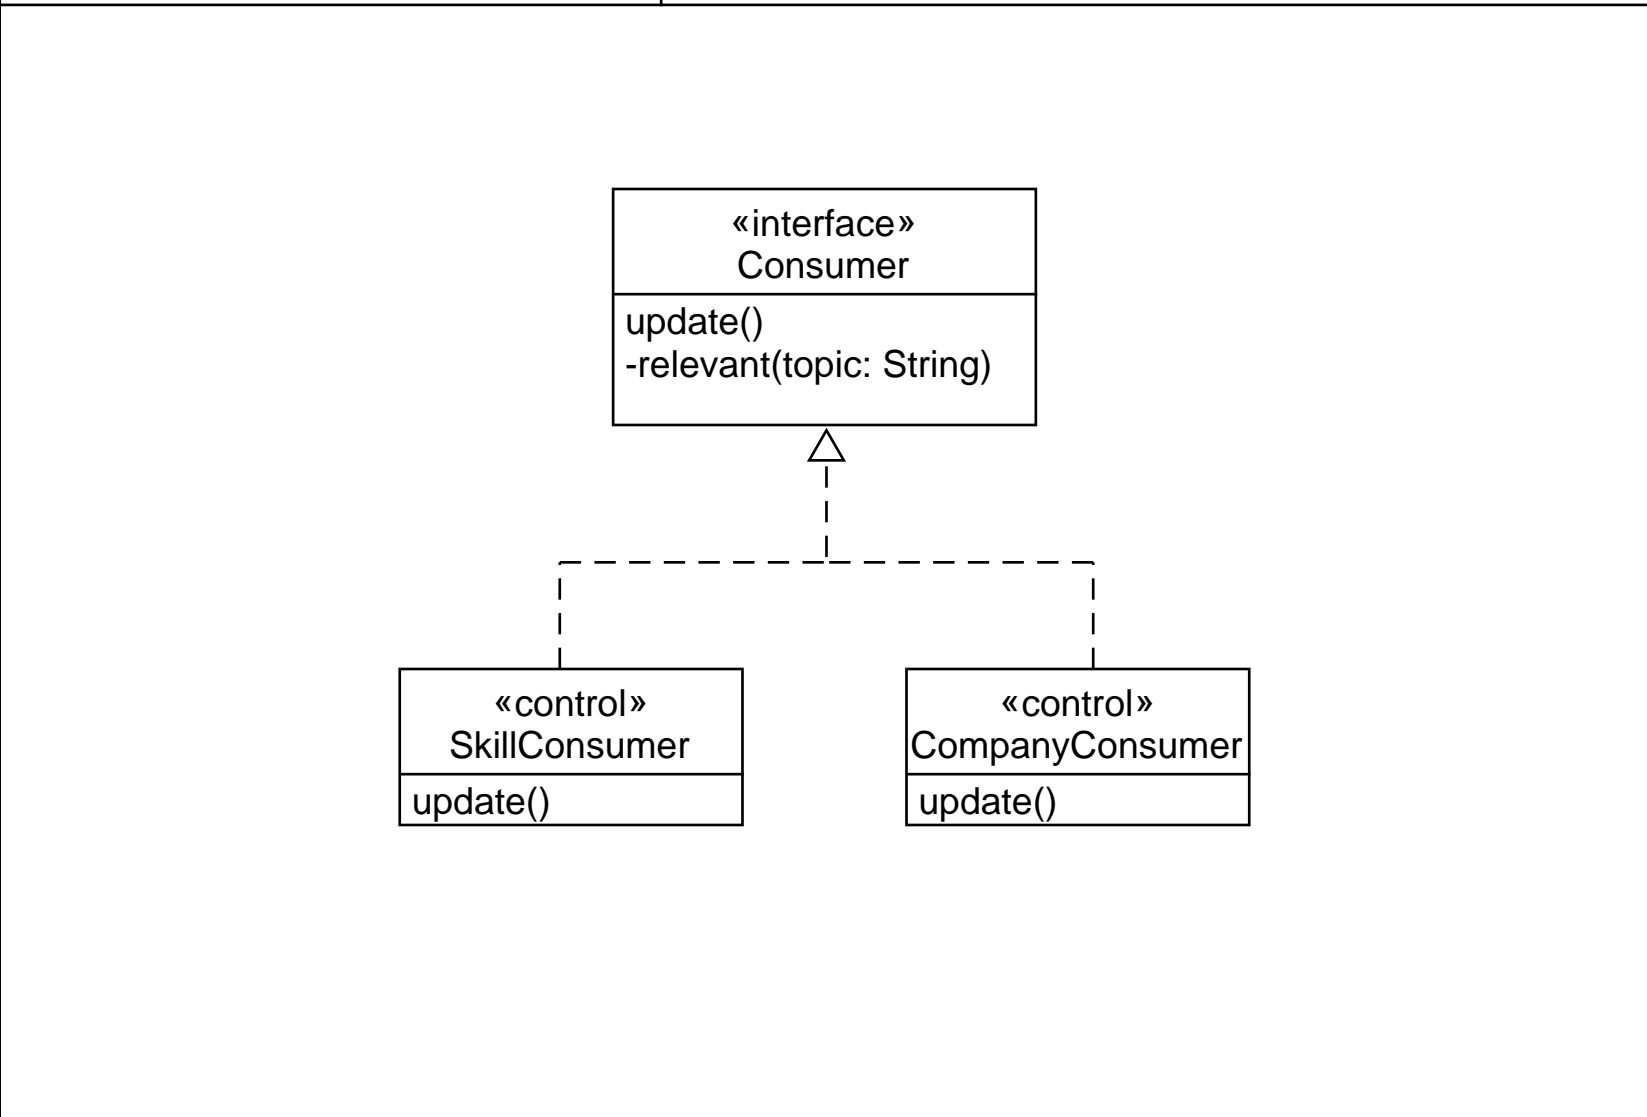 «interface»
Consumer
update()
-relevant(topic: String)
«control»
SkillConsumer
update()
«control»
CompanyConsumer
update()